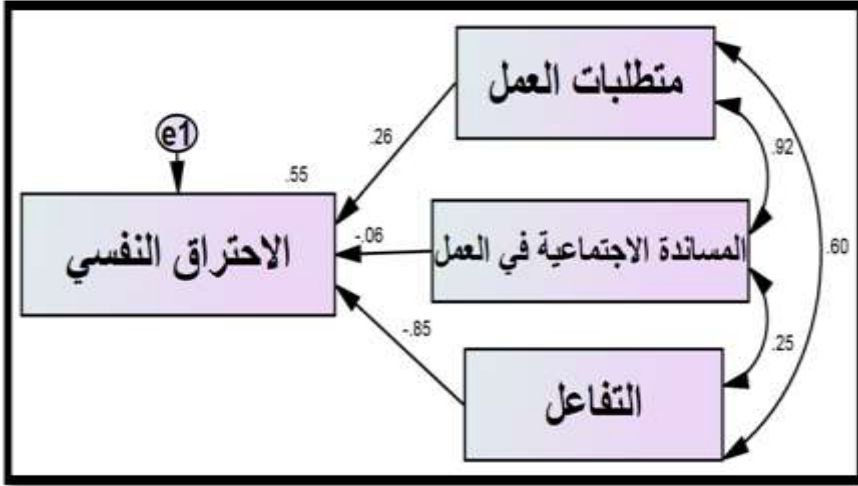 متطلبات العمل
e1
.26
.92
.55
الاحتراق النفسي
-.06
المساندة الاجتماعية في العمل
.60
-.85
.25
التفاعل